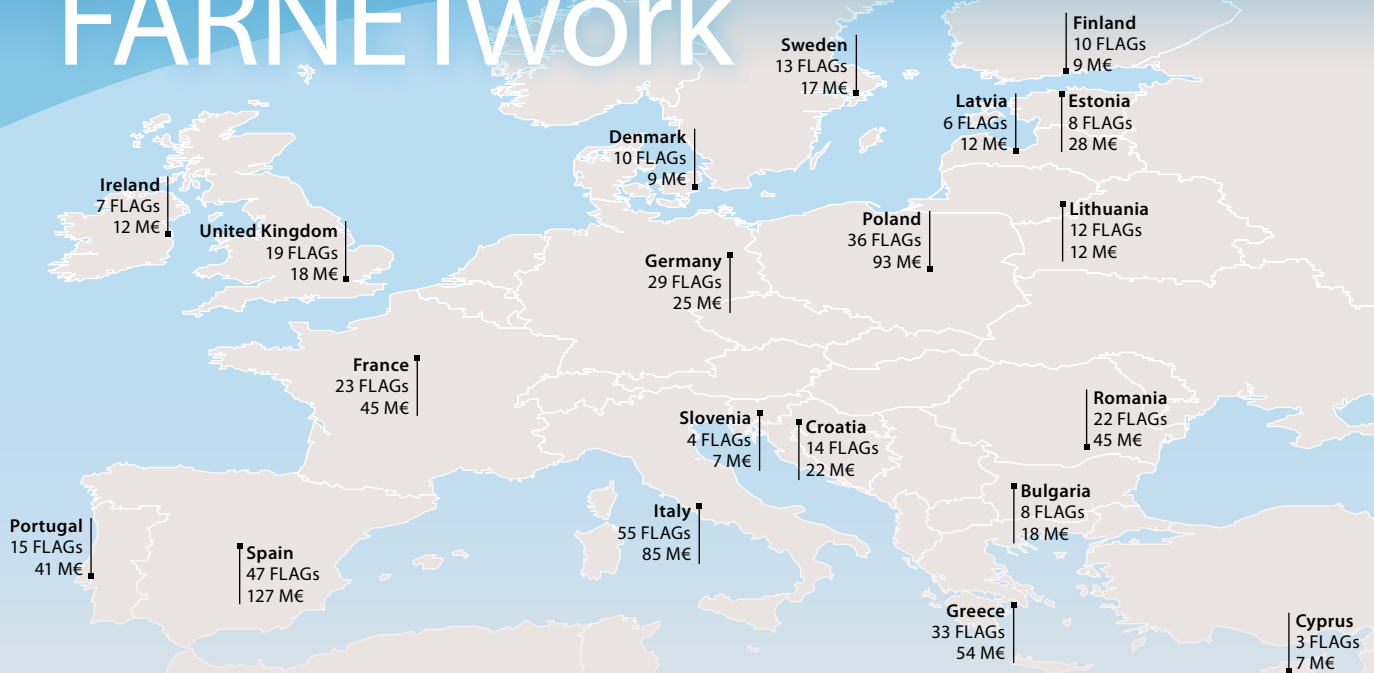 FARNETwork
Finland
10 FLAGs
9 M€
Sweden
13 FLAGs
17 M€
Latvia
6 FLAGs
12 M€
Estonia
8 FLAGs
28 M€
Denmark
10 FLAGs
9 M€
Ireland
7 FLAGs
12 M€
United Kingdom
19 FLAGs
18 M€
Poland
36 FLAGs
93 M€
Lithuania
12 FLAGs
12 M€
Germany
29 FLAGs
25 M€
France
23 FLAGs
45 M€
Slovenia
4 FLAGs
7 M€
Croatia
14 FLAGs
22 M€
Romania
22 FLAGs
45 M€
Bulgaria
8 FLAGs
18 M€
Italy
55 FLAGs
85 M€
Portugal
15 FLAGs
41 M€
Spain
47 FLAGs
127 M€
Greece
33 FLAGs
54 M€
Cyprus
3 FLAGs
7 M€